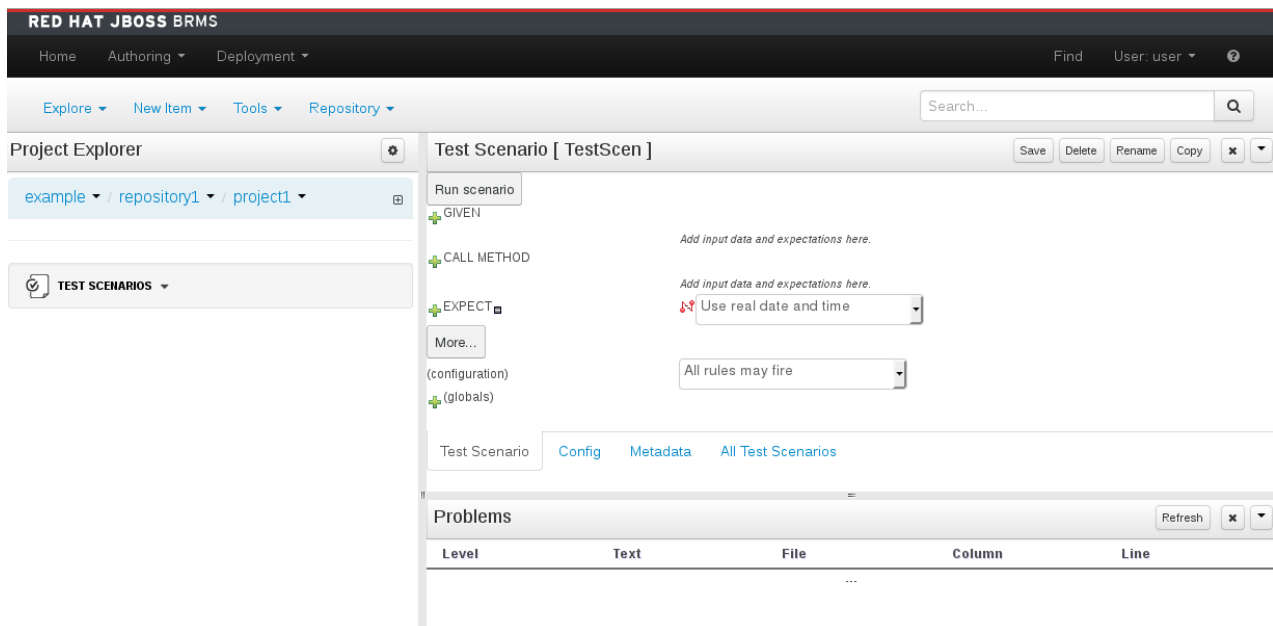 RED HAT JBOSS BRMS
Home Authoring Deployment Find User: user
Explore New Item Tools Repository Search...
Project Explorer
example / repository1 / project1
TEST SCENARIOS
Test Scenario [ TestScen ] Save Delete Rename Copy
Run scenario
GIVEN
Add input data and expectations here.
CALL METHOD
Add input data and expectations here.
EXPECT Use real date and time
More...
(configuration) All rules may fire
(globals)
Test Scenario Config Metadata All Test Scenarios
Problems Refresh
Level Text File Column Line
...